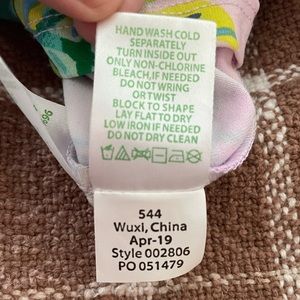 HAND WASH COLD
SEPARATELY
TURN INSIDE OUT
ONLY NON-CHLORINE
BLEACH,IF NEEDED
DO NOT WRING
OR TWIST
BLOCK TO SHAPE
LAY FLAT TO DRY
LOW IRON IF NEEDED
DO NOT DRY CLEAN
544
Wuxi, China
Apr-19
Style 002806
PO 051479